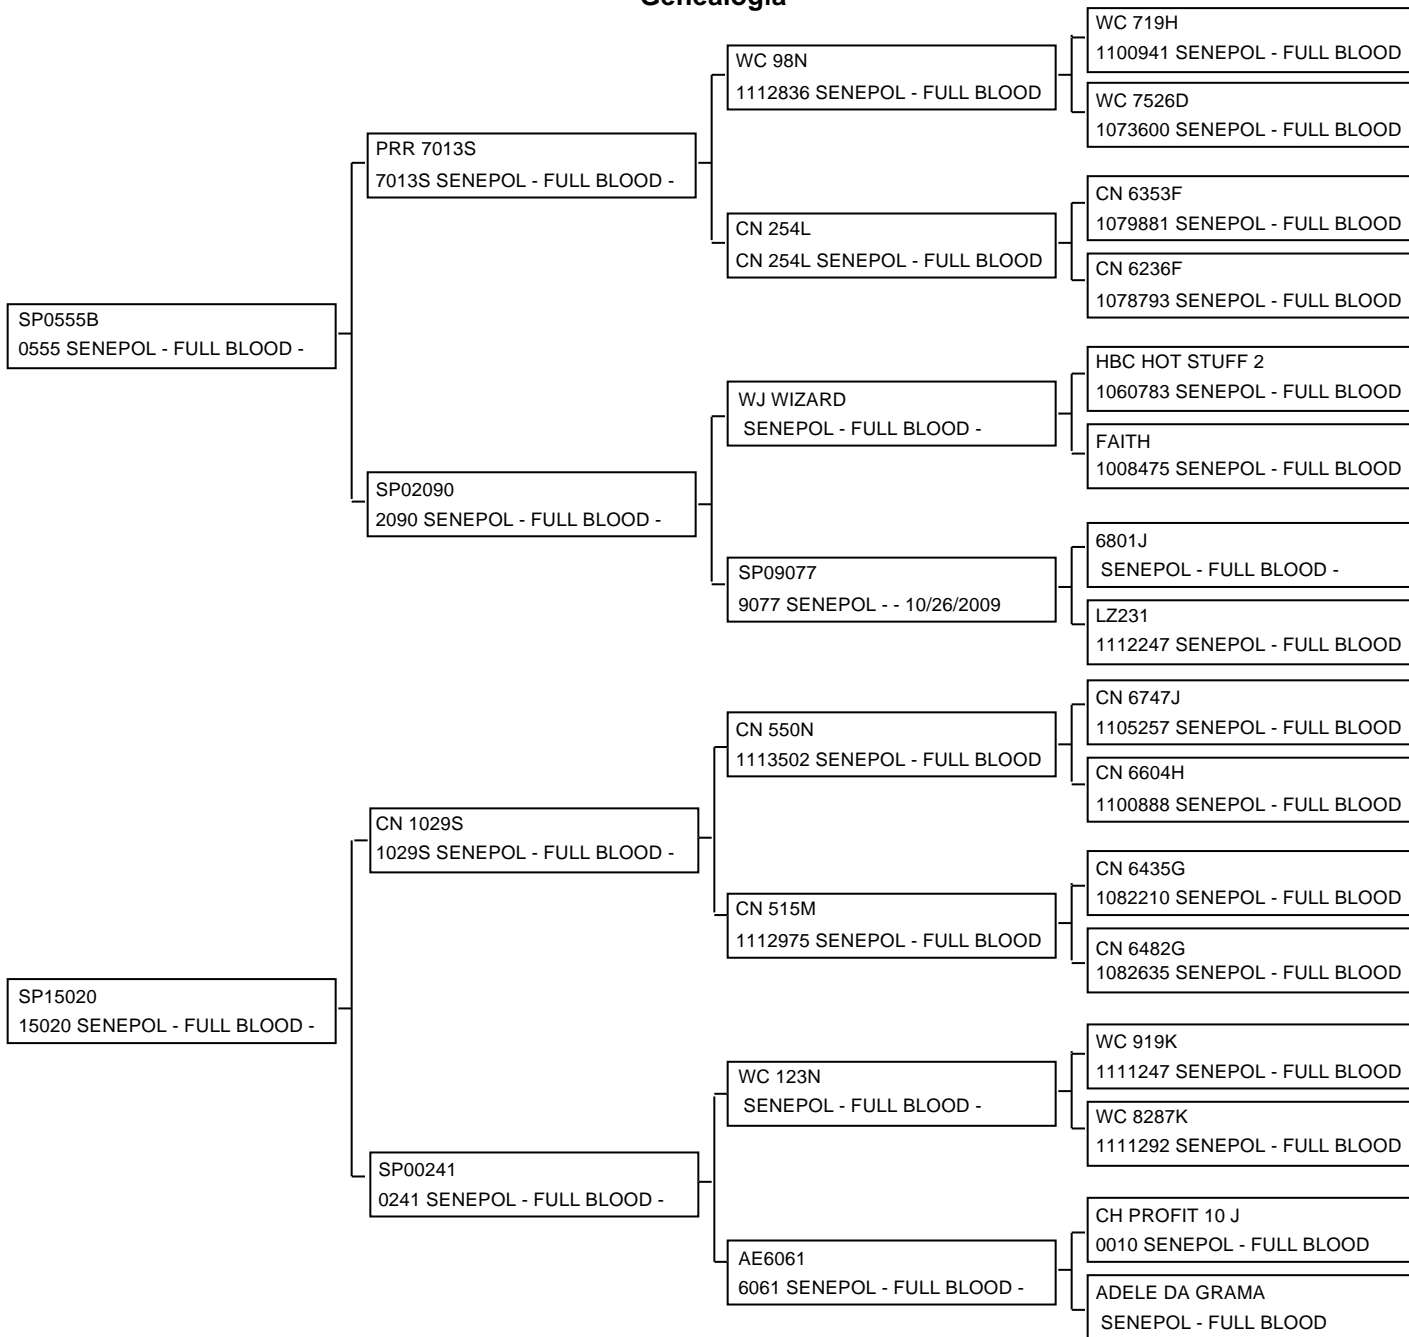 Genealogia
WC 719H
1100941 SENEPOL - FULL BLOOD
WC 98N
1112836 SENEPOL - FULL BLOOD
WC 7526D
1073600 SENEPOL - FULL BLOOD
PRR 7013S
7013S SENEPOL - FULL BLOOD -
CN 6353F
1079881 SENEPOL - FULL BLOOD
CN 254L
CN 254L SENEPOL - FULL BLOOD
CN 6236F
1078793 SENEPOL - FULL BLOOD
SP0555B
0555 SENEPOL - FULL BLOOD -
HBC HOT STUFF 2
1060783 SENEPOL - FULL BLOOD
WJ WIZARD
SENEPOL - FULL BLOOD -
FAITH
1008475 SENEPOL - FULL BLOOD
SP02090
2090 SENEPOL - FULL BLOOD -
6801J
SENEPOL - FULL BLOOD -
SP09077
9077 SENEPOL - - 10/26/2009
LZ231
1112247 SENEPOL - FULL BLOOD
CN 6747J
1105257 SENEPOL - FULL BLOOD
CN 550N
1113502 SENEPOL - FULL BLOOD
CN 6604H
1100888 SENEPOL - FULL BLOOD
CN 1029S
1029S SENEPOL - FULL BLOOD -
CN 6435G
1082210 SENEPOL - FULL BLOOD
CN 515M
1112975 SENEPOL - FULL BLOOD
CN 6482G
1082635 SENEPOL - FULL BLOOD
SP15020
15020 SENEPOL - FULL BLOOD -
WC 919K
1111247 SENEPOL - FULL BLOOD
WC 123N
SENEPOL - FULL BLOOD -
WC 8287K
1111292 SENEPOL - FULL BLOOD
SP00241
0241 SENEPOL - FULL BLOOD -
CH PROFIT 10 J
0010 SENEPOL - FULL BLOOD
AE6061
6061 SENEPOL - FULL BLOOD -
ADELE DA GRAMA
SENEPOL - FULL BLOOD